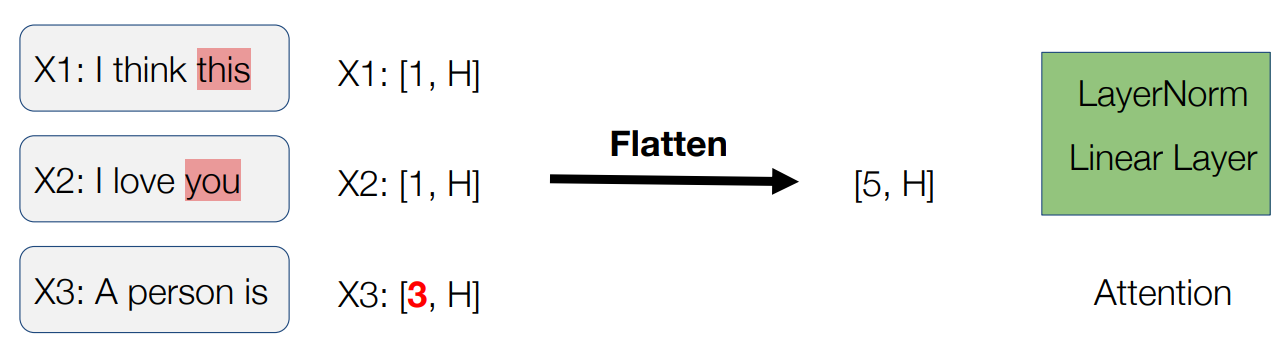 X1: I think this
X1: [1, H]
LayerNorm
Flatten
Linear Layer
X2: I love you
X2: [1, H]
[5, H]
X3: A person is
X3: [3, H]
Attention